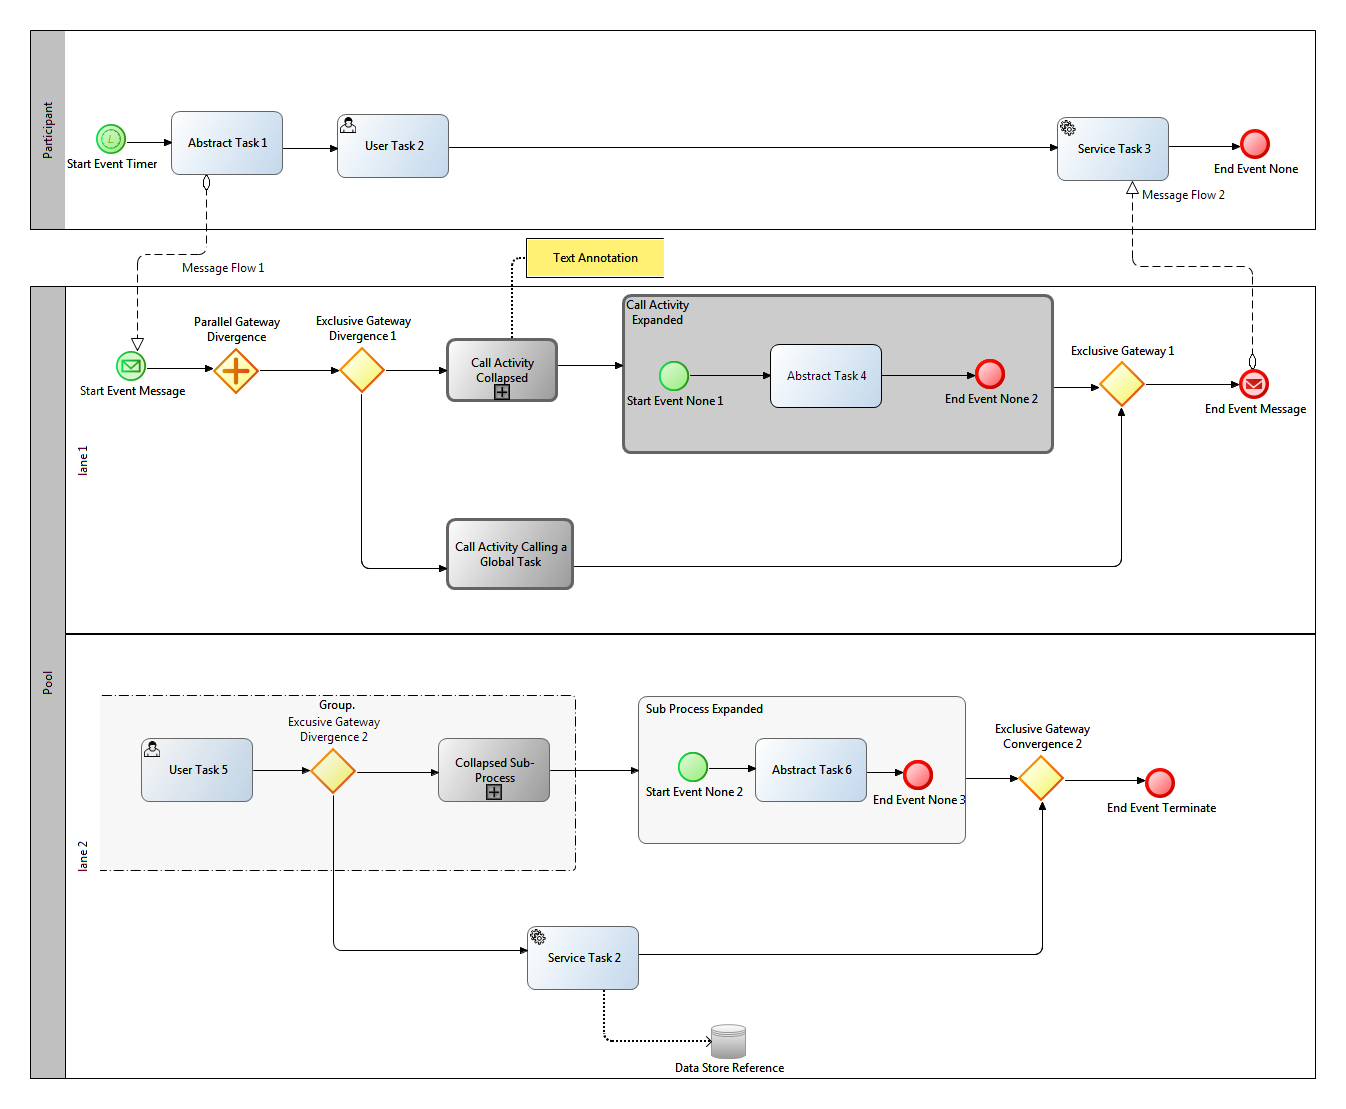 Participant
Start Event Timer
Abstract Task 1
User Task 2
Service Task 3
End Event None
Message Flow 1
Message Flow 2
Text Annotation
Pool
lane 1
Start Event Message
Parallel Gateway
Divergence
Exclusive Gateway
Divergence 1
Call Activity
Collapsed
Call Activity
Expanded
Start Event None 1
Abstract Task 4
End Event None 2
Exclusive Gateway 1
End Event Message
Call Activity Calling a
Global Task
lane 2
Group.
User Task 5
Excusive Gateway
Divergence 2
Collapsed Sub-
Process
Sub Process Expanded
Start Event None 2
Abstract Task 6
End Event None 3
Exclusive Gateway
Convergence 2
End Event Terminate
Service Task 2
Data Store Reference